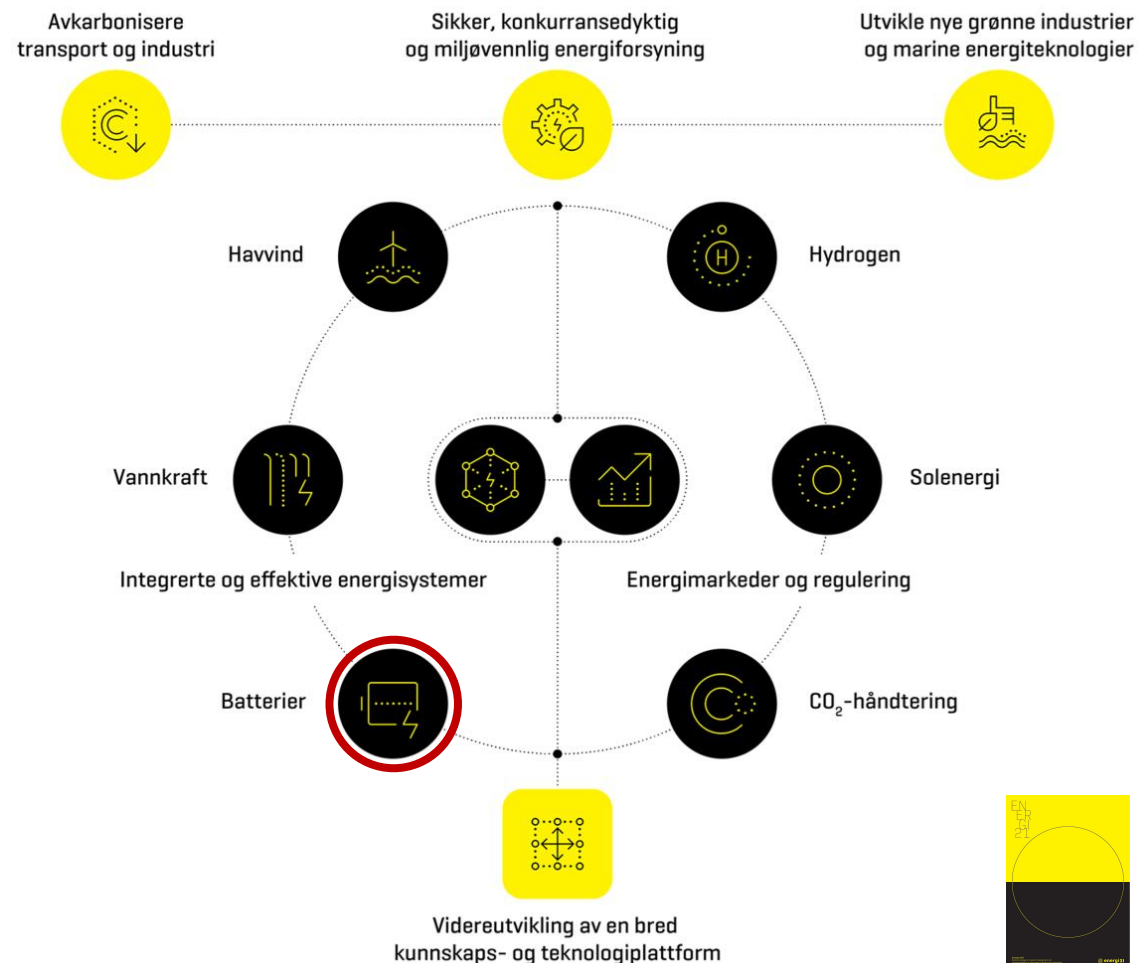 Avkarbonisere
transport og industri
Sikker, konkurransedyktig
og miljøvennlig energiforsyning
Utvikle nye grønne industrier
og marine energiteknologier
Havvind
H
Hydrogen
Vannkraft
Solenergi
Integrerte og effektive energisystemer
Energimarkeder og regulering
Batterier
CO₂-håndtering
Videreutvikling av en bred
kunnskaps- og teknologiplattform
EN
ER
GI
21
energi21